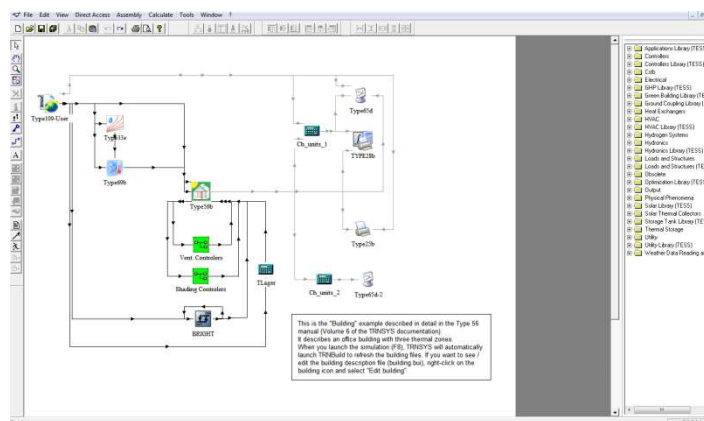 File Edit View Direct Access Assembly Calculate Tools Window ?
Type109-User
Type33e
Type69b
Type56b
Vent. Controlers
Shading Controlers
BRIGHT
TLager
Ch_units_1
Ch_units_2
Type65d
TYPE28b
Type25b
Type65d-2
This is the "Building" example described in detail in the Type 56
manual (Volume 6 of the TRNSYS documentation)
It describes an office building with three thermal zones.
When you launch the simulation (F8), TRNSYS will automatically
launch TRNBuild to refresh the building files. If you want to see /
edit the building description file (building.bui), right-click on the
building icon and select "Edit building"
Applications Library (TESS
Controllers
Controllers Library (TESS)
Electrical
GHP Library (TESS)
Green Building Library (TE
Ground Coupling Library (
Heat Exchangers
HVAC
HVAC Library (TESS)
Hydrogen Systems
Hydronics
Hydronics Library (TESS)
Loads and Structures
Loads and Structures (TES
Obsolete
Optimization Library (TESS
Output
Physical Phenomena
Solar Library (TESS)
Solar Thermal Collectors
Storage Tank Library (TE
Thermal Storage
Utility
Utility Library (TESS)
Weather Data Reading a